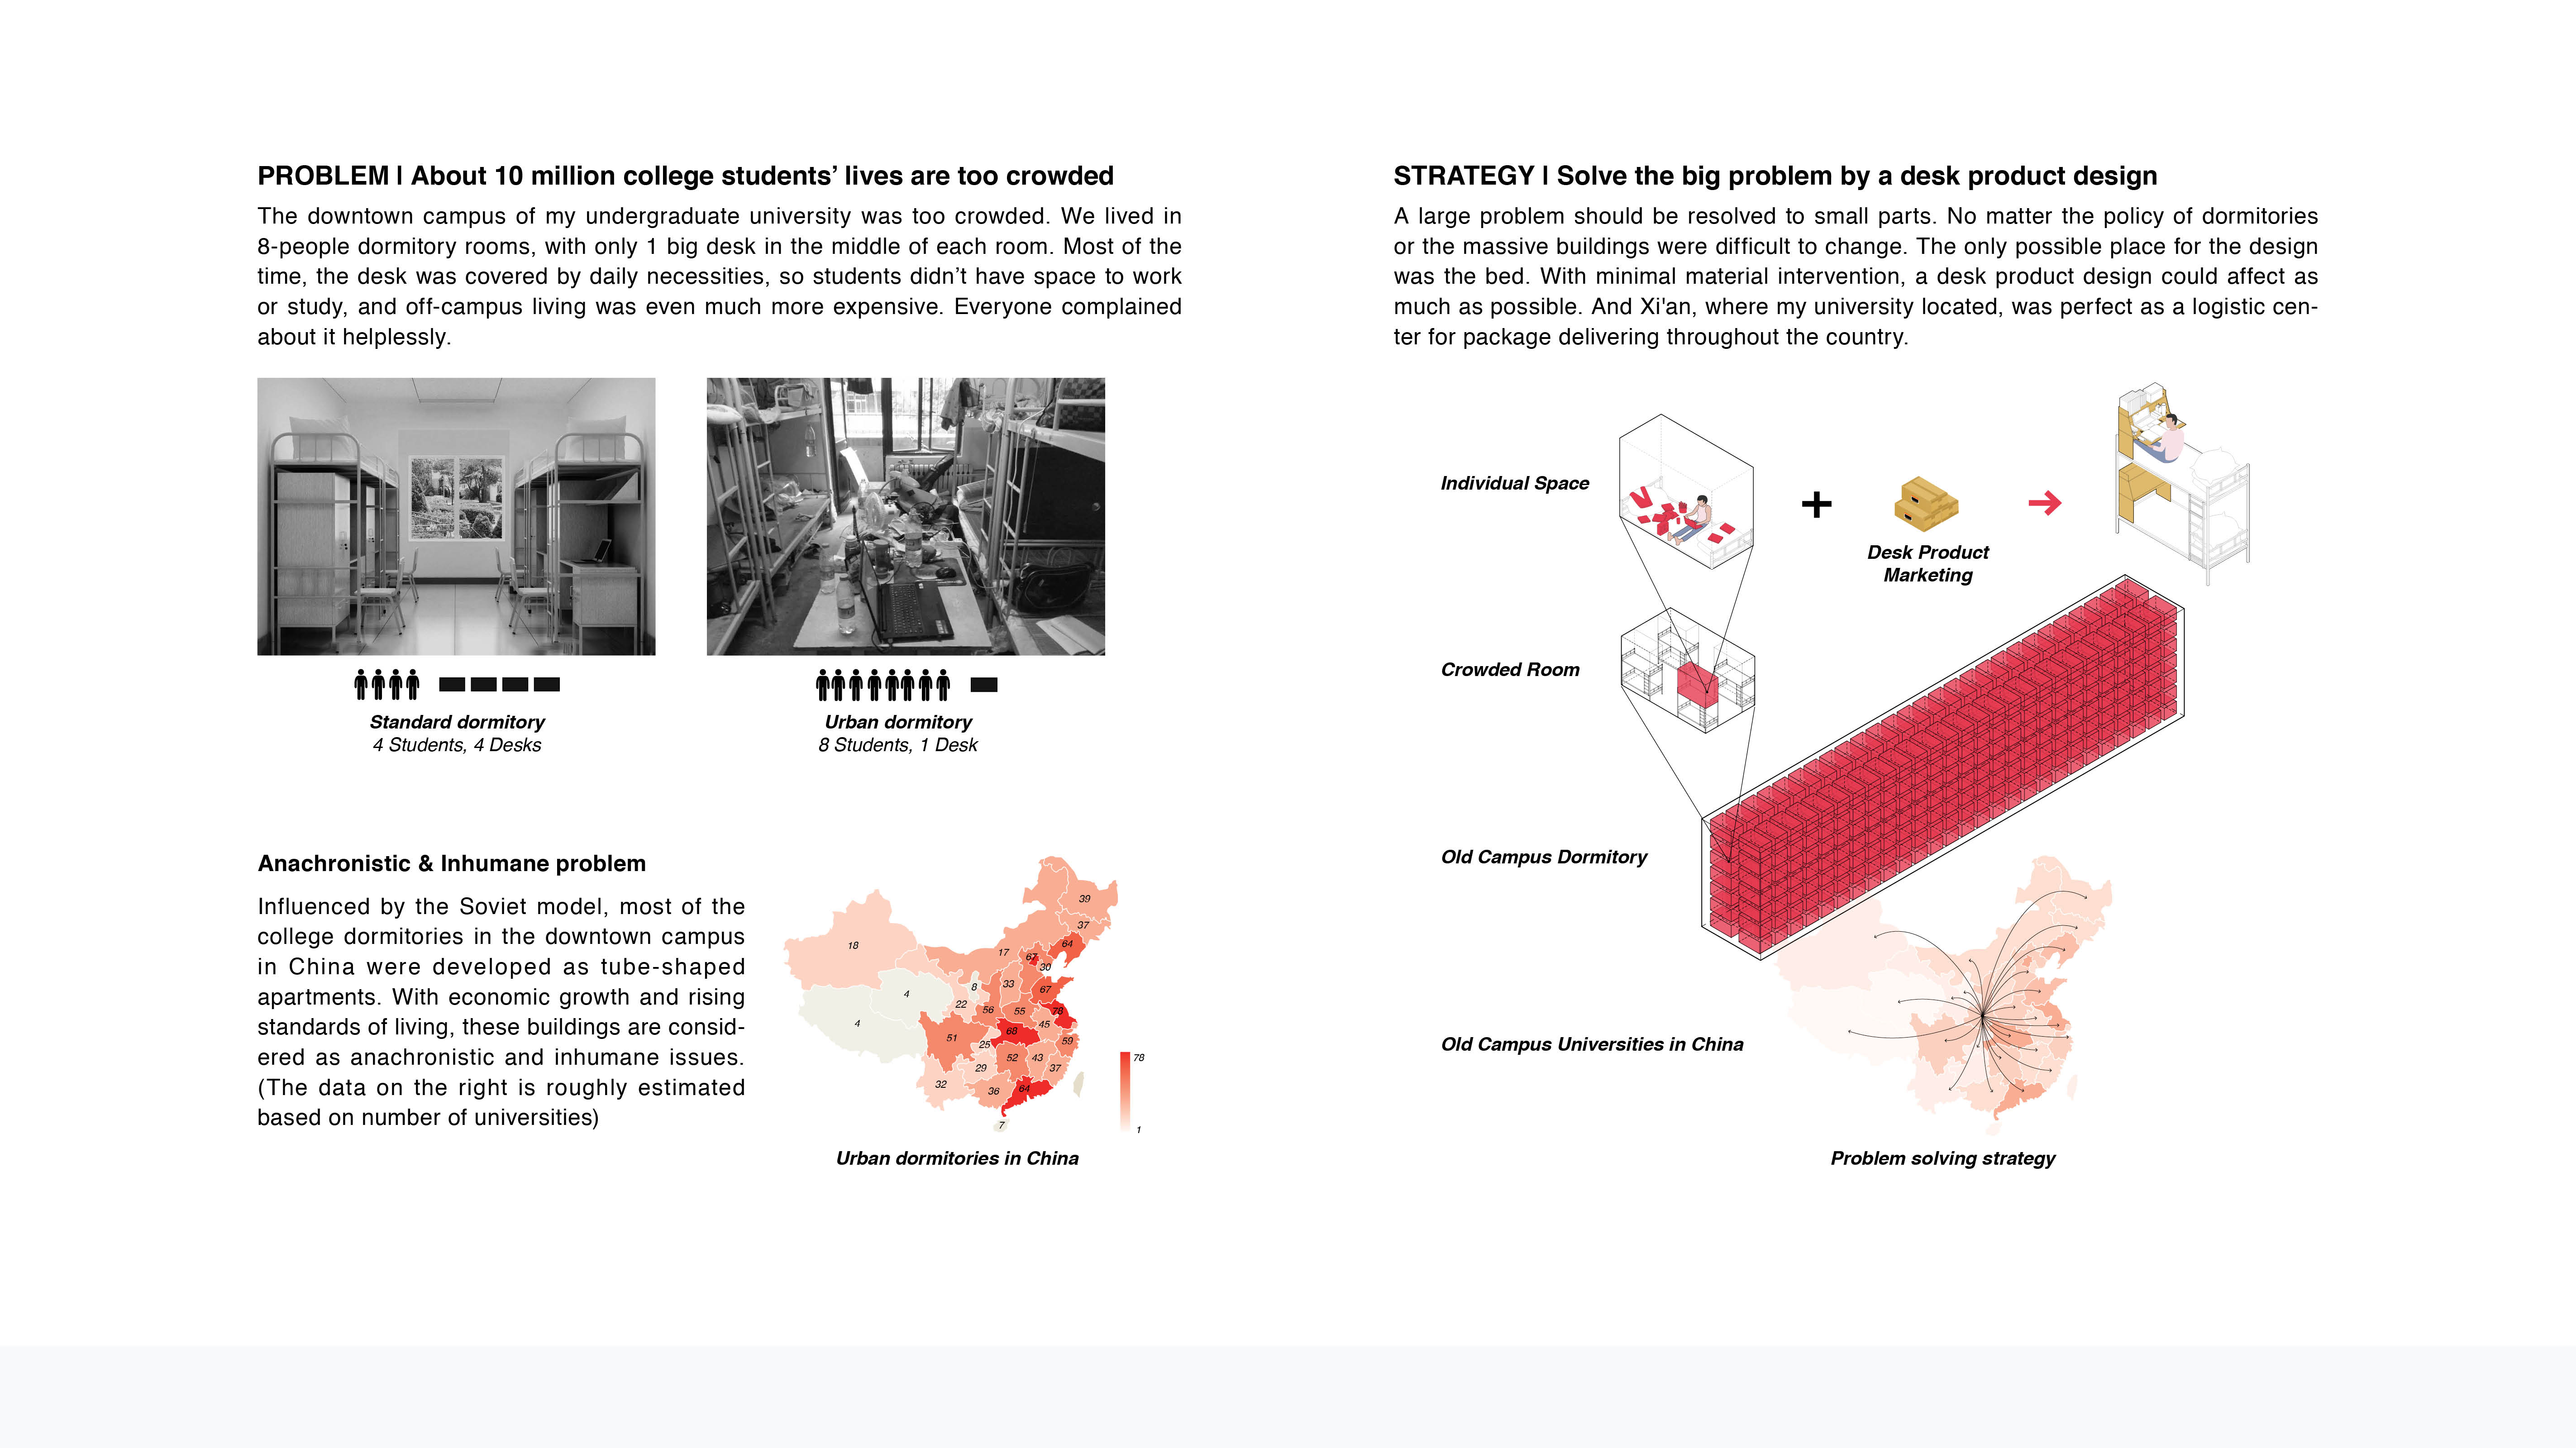 PROBLEM | About 10 million college students’ lives are too crowded
The downtown campus of my undergraduate university was too crowded. We lived in
8-people dormitory rooms, with only 1 big desk in the middle of each room. Most of the
time, the desk was covered by daily necessities, so students didn’t have space to work
or study, and off-campus living was even much more expensive. Everyone complained
about it helplessly.
Standard dormitory
4 Students, 4 Desks
Urban dormitory
8 Students, 1 Desk
Anachronistic & Inhumane problem
Influenced by the Soviet model, most of the
college dormitories in the downtown campus
in China were developed as tube-shaped
apartments. With economic growth and rising
standards of living, these buildings are consid-
ered as anachronistic and inhumane issues.
(The data on the right is roughly estimated
based on number of universities)
39
37
64
18
17
67
30
8
33
67
4
22
56
55
78
4
45
68
51
25
59
52
43
29
37
32
36
64
7
78
1
Urban dormitories in China
STRATEGY | Solve the big problem by a desk product design
A large problem should be resolved to small parts. No matter the policy of dormitories
or the massive buildings were difficult to change. The only possible place for the design
was the bed. With minimal material intervention, a desk product design could affect as
much as possible. And Xi'an, where my university located, was perfect as a logistic cen-
ter for package delivering throughout the country.
Individual Space
Desk Product
Marketing
Crowded Room
Old Campus Dormitory
Old Campus Universities in China
Problem solving strategy